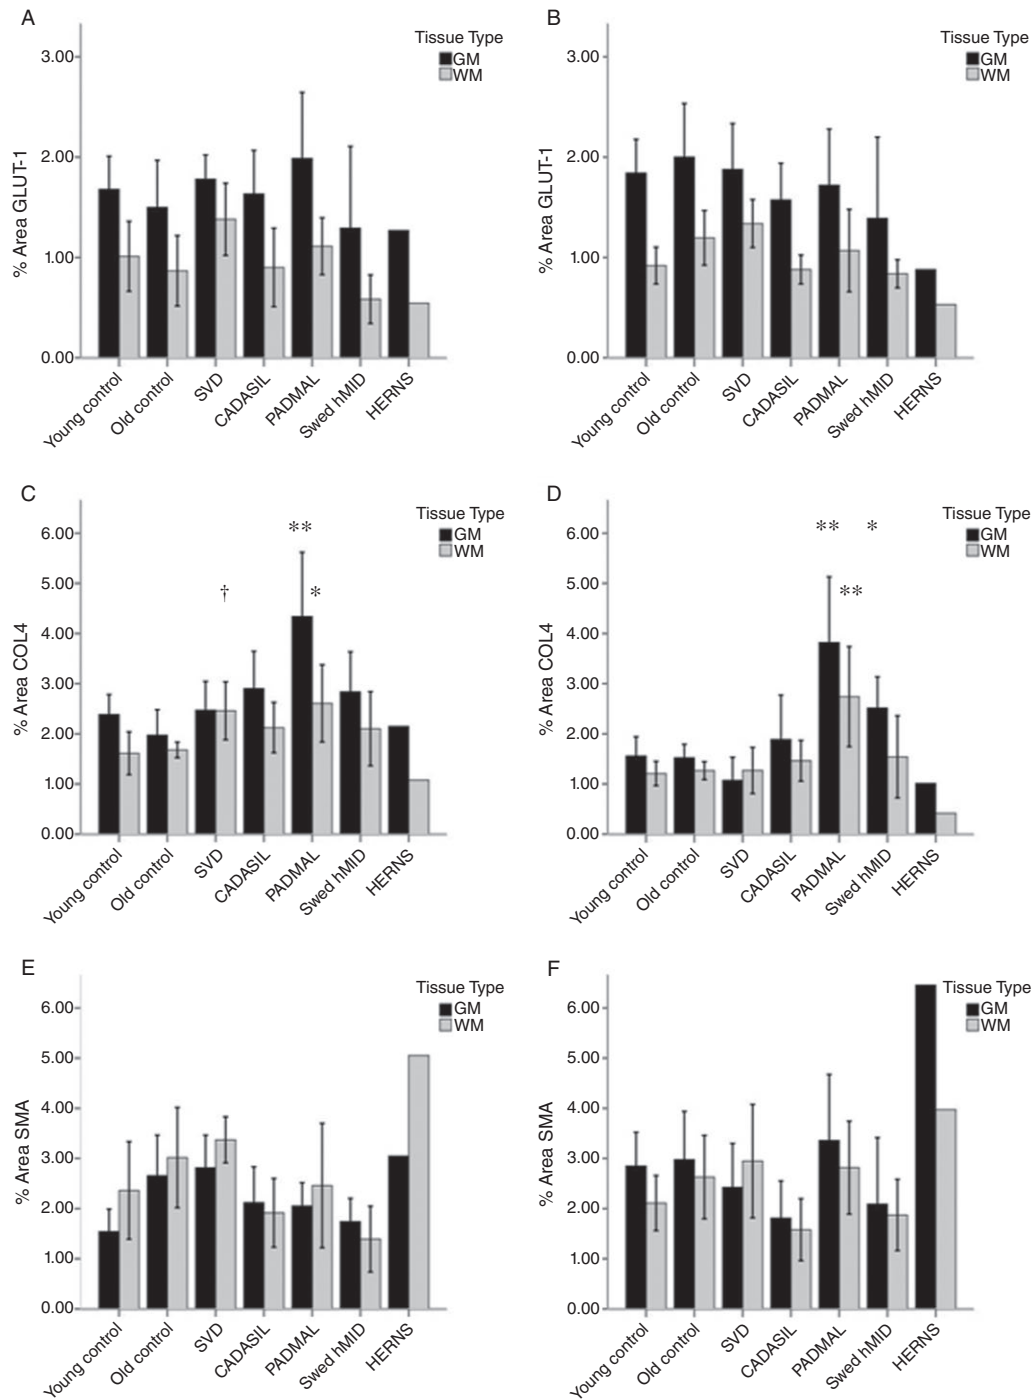 A
Tissue Type
GM
WM
% Area GLUT-1
3.00
2.00
1.00
0.00
Young control
Old control
SVD
CADASIL
PADMAL
Swed hMID
HERNS
B
Tissue Type
GM
WM
% Area GLUT-1
3.00
2.00
1.00
0.00
Young control
Old control
SVD
CADASIL
PADMAL
Swed hMID
HERNS
C
Tissue Type
GM
WM
% Area COL4
6.00
5.00
4.00
3.00
2.00
1.00
0.00
†
**
*
Young control
Old control
SVD
CADASIL
PADMAL
Swed hMID
HERNS
D
Tissue Type
GM
WM
% Area COL4
6.00
5.00
4.00
3.00
2.00
1.00
0.00
**
*
**
Young control
Old control
SVD
CADASIL
PADMAL
Swed hMID
HERNS
E
Tissue Type
GM
WM
% Area SMA
6.00
5.00
4.00
3.00
2.00
1.00
0.00
Young control
Old control
SVD
CADASIL
PADMAL
Swed hMID
HERNS
F
Tissue Type
GM
WM
% Area SMA
6.00
5.00
4.00
3.00
2.00
1.00
0.00
Young control
Old control
SVD
CADASIL
PADMAL
Swed hMID
HERNS